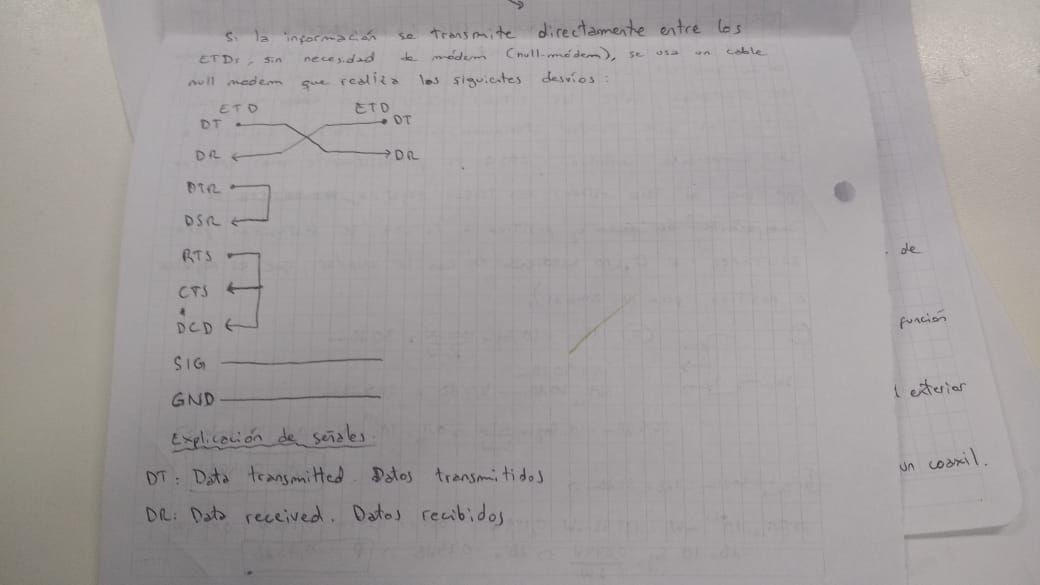 Si la información se transmite directamente entre los
ETDs, sin necesidad de módem (null-módem), se usa un cable
null modem que realiza los siguientes desvíos:
ETD ETD
DT DT
DR DR
DTR
DSR
RTS
CTS
DCD
SIG
GND
Explicación de señales.
DT: Data transmitted. Datos transmitidos
DR: Data received. Datos recibidos
de
función
exterior
un coaxil.